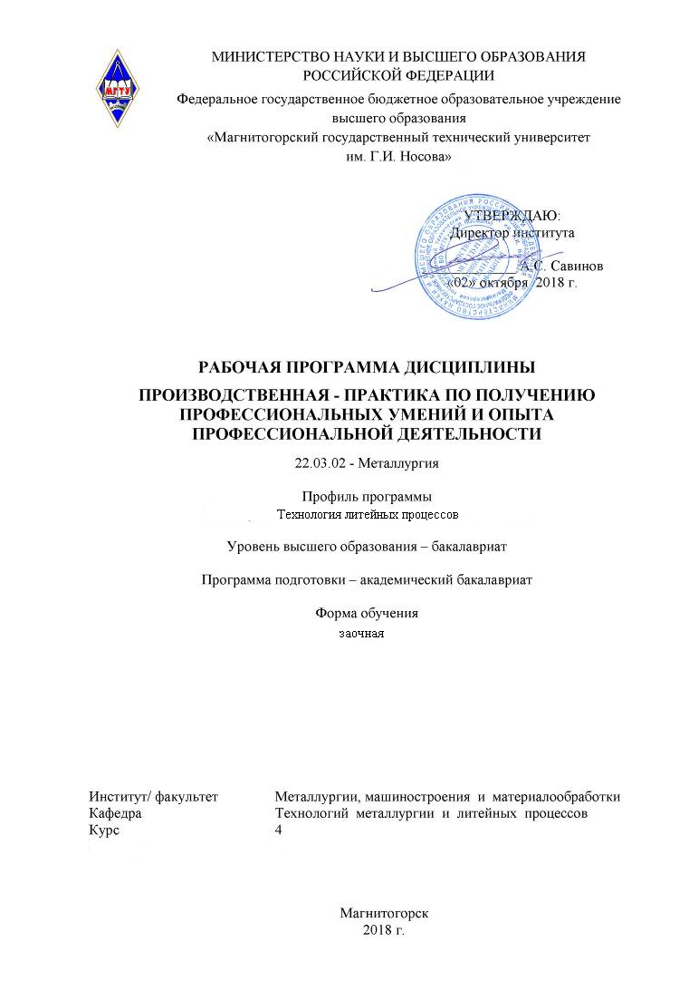 МИНИСТЕРСТВО НАУКИ И ВЫСШЕГО ОБРАЗОВАНИЯ
РОССИЙСКОЙ ФЕДЕРАЦИИ
Федеральное государственное бюджетное образовательное учреждение
высшего образования
«Магнитогорский государственный технический университет
им. Г.И. Носова»
МГТУ
УТВЕРЖДАЮ:
Директор института
А.С. Савинов
«02» октября 2018 г.
РАБОЧАЯ ПРОГРАММА ДИСЦИПЛИНЫ
ПРОИЗВОДСТВЕННАЯ - ПРАКТИКА ПО ПОЛУЧЕНИЮ
ПРОФЕССИОНАЛЬНЫХ УМЕНИЙ И ОПЫТА
ПРОФЕССИОНАЛЬНОЙ ДЕЯТЕЛЬНОСТИ
22.03.02 - Металлургия
Профиль программы
Технология литейных процессов
Уровень высшего образования – бакалавриат
Программа подготовки – академический бакалавриат
Форма обучения
заочная
Институт/ факультет Металлургии, машиностроения и материалообработки
Кафедра Технологий металлургии и литейных процессов
Курс 4
Магнитогорск
2018 г.